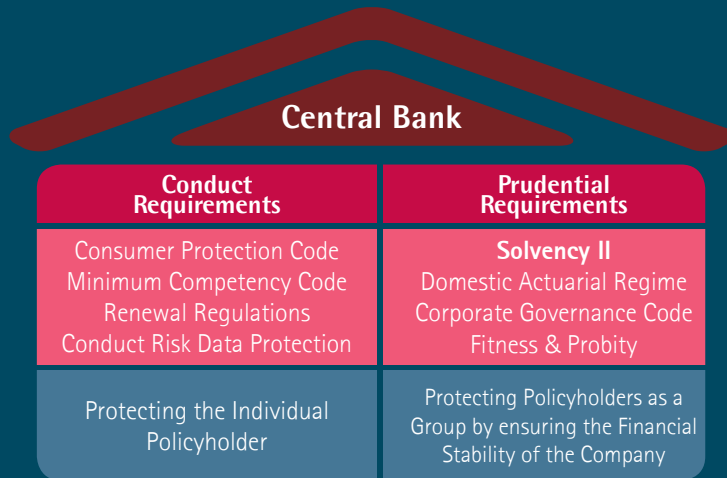 Central Bank
Conduct
Requirements
Prudential
Requirements
Consumer Protection Code
Minimum Competency Code
Renewal Regulations
Conduct Risk Data Protection
Solvency II
Domestic Actuarial Regime
Corporate Governance Code
Fitness & Probity
Protecting the Individual
Policyholder
Protecting Policyholders as a
Group by ensuring the Financial
Stability of the Company